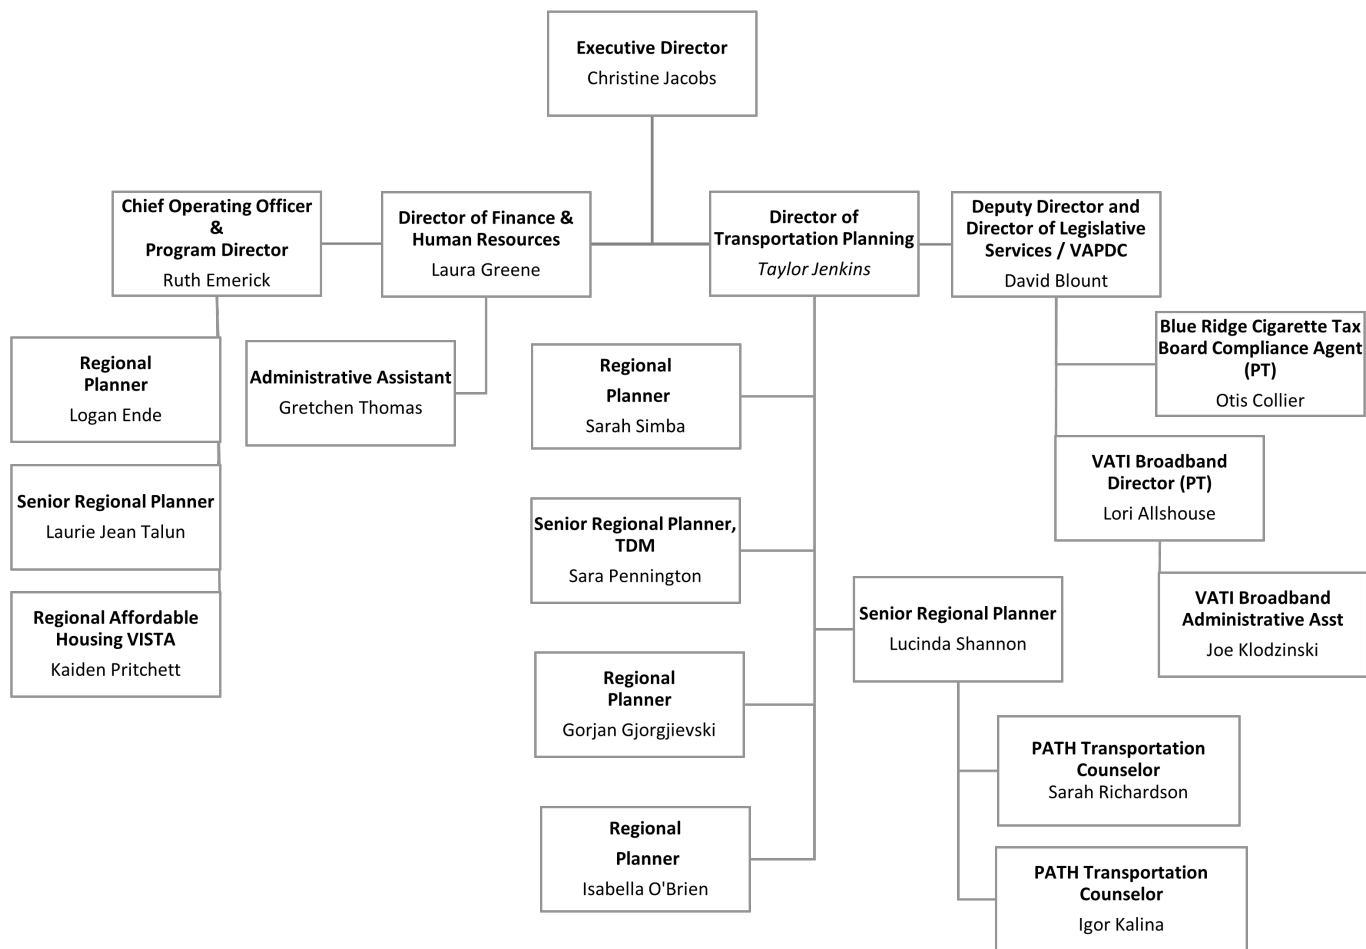 Executive Director
Christine Jacobs
Chief Operating Officer
&
Program Director
Ruth Emerick
Director of Finance &
Human Resources
Laura Greene
Director of
Transportation Planning
Taylor Jenkins
Deputy Director and
Director of Legislative
Services / VAPDC
David Blount
Regional
Planner
Logan Ende
Senior Regional Planner
Laurie Jean Talun
Regional Affordable
Housing VISTA
Kaiden Pritchett
Administrative Assistant
Gretchen Thomas
Regional
Planner
Sarah Simba
Senior Regional Planner,
TDM
Sara Pennington
Regional
Planner
Gorjan Gjorgjievski
Regional
Planner
Isabella O'Brien
Senior Regional Planner
Lucinda Shannon
PATH Transportation
Counselor
Sarah Richardson
PATH Transportation
Counselor
Igor Kalina
Blue Ridge Cigarette Tax
Board Compliance Agent
(PT)
Otis Collier
VATI Broadband
Director (PT)
Lori Allshouse
VATI Broadband
Administrative Asst
Joe Klodzinski